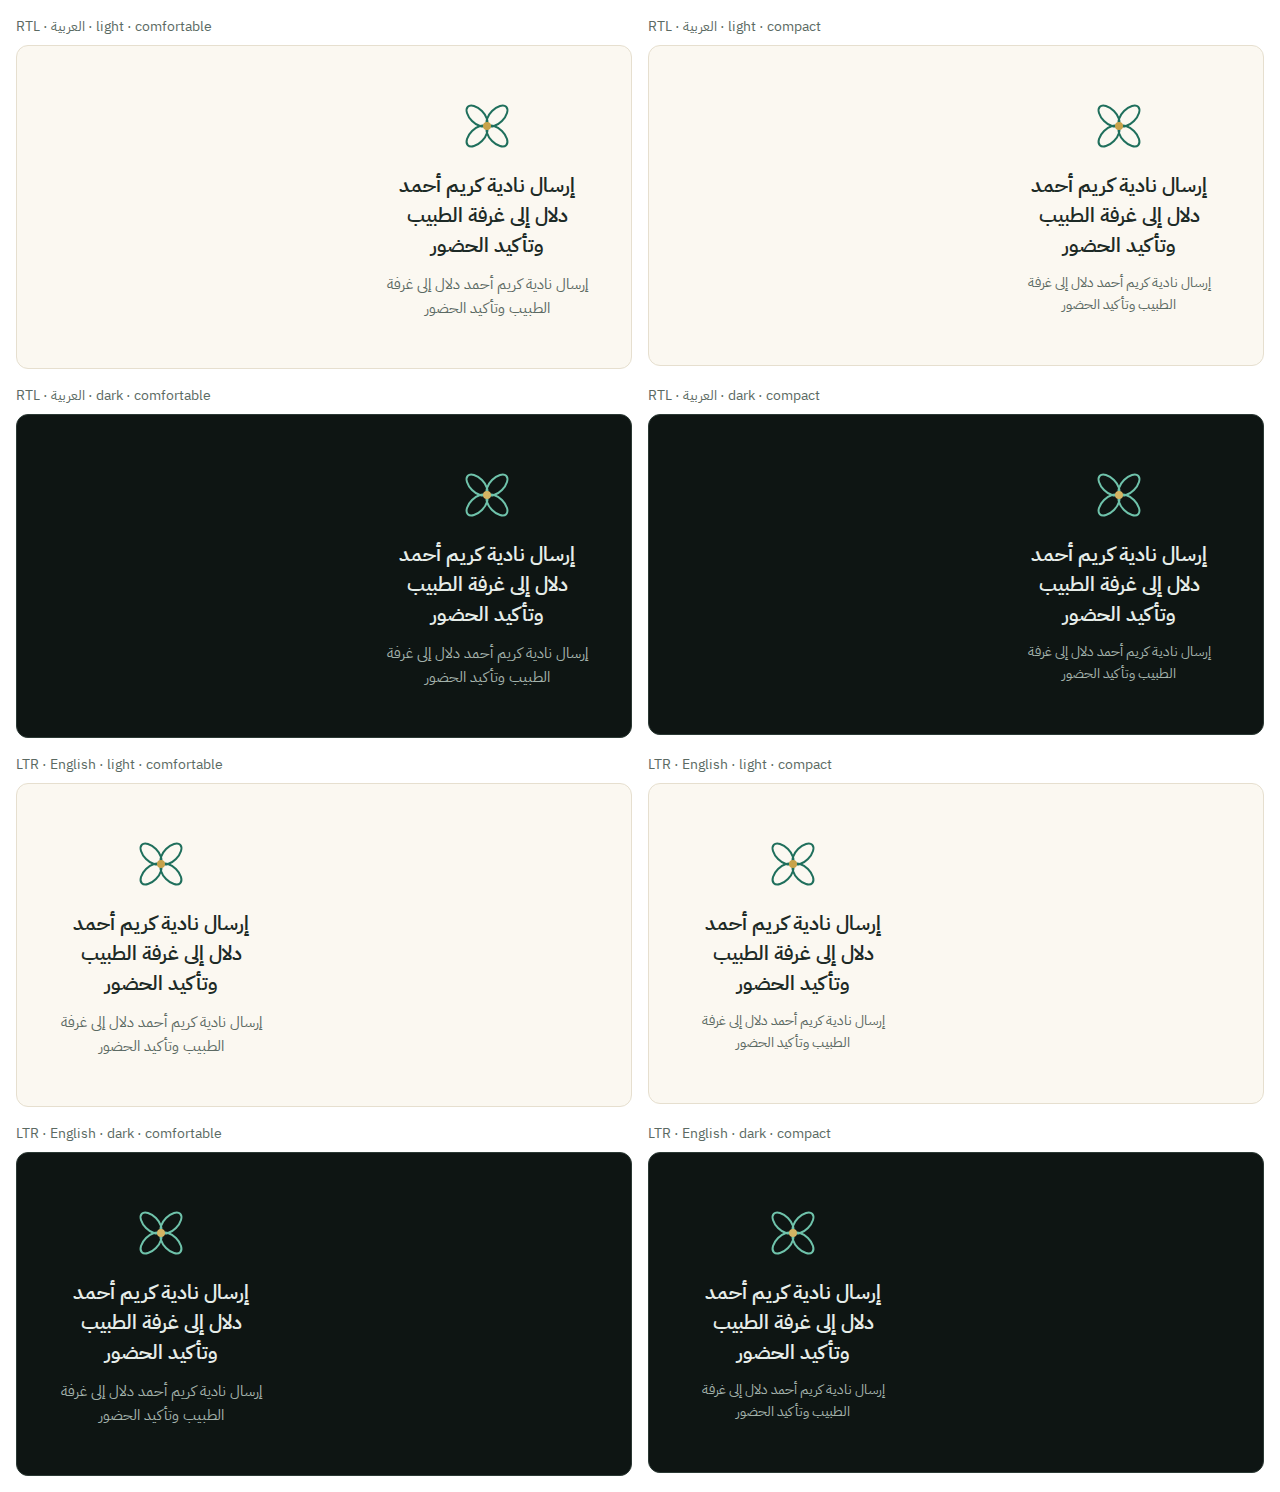 RTL · العربية · light · comfortable
إرسال نادية كريم أحمد
دلال إلى غرفة الطبيب
وتأكيد الحضور
إرسال نادية كريم أحمد دلال إلى غرفة
الطبيب وتأكيد الحضور
RTL · العربية · light · compact
إرسال نادية كريم أحمد
دلال إلى غرفة الطبيب
وتأكيد الحضور
إرسال نادية كريم أحمد دلال إلى غرفة
الطبيب وتأكيد الحضور
RTL · العربية · dark · comfortable
إرسال نادية كريم أحمد
دلال إلى غرفة الطبيب
وتأكيد الحضور
إرسال نادية كريم أحمد دلال إلى غرفة
الطبيب وتأكيد الحضور
RTL · العربية · dark · compact
إرسال نادية كريم أحمد
دلال إلى غرفة الطبيب
وتأكيد الحضور
إرسال نادية كريم أحمد دلال إلى غرفة
الطبيب وتأكيد الحضور
LTR · English · light · comfortable
إرسال نادية كريم أحمد
دلال إلى غرفة الطبيب
وتأكيد الحضور
إرسال نادية كريم أحمد دلال إلى غرفة
الطبيب وتأكيد الحضور
LTR · English · light · compact
إرسال نادية كريم أحمد
دلال إلى غرفة الطبيب
وتأكيد الحضور
إرسال نادية كريم أحمد دلال إلى غرفة
الطبيب وتأكيد الحضور
LTR · English · dark · comfortable
إرسال نادية كريم أحمد
دلال إلى غرفة الطبيب
وتأكيد الحضور
إرسال نادية كريم أحمد دلال إلى غرفة
الطبيب وتأكيد الحضور
LTR · English · dark · compact
إرسال نادية كريم أحمد
دلال إلى غرفة الطبيب
وتأكيد الحضور
إرسال نادية كريم أحمد دلال إلى غرفة
الطبيب وتأكيد الحضور